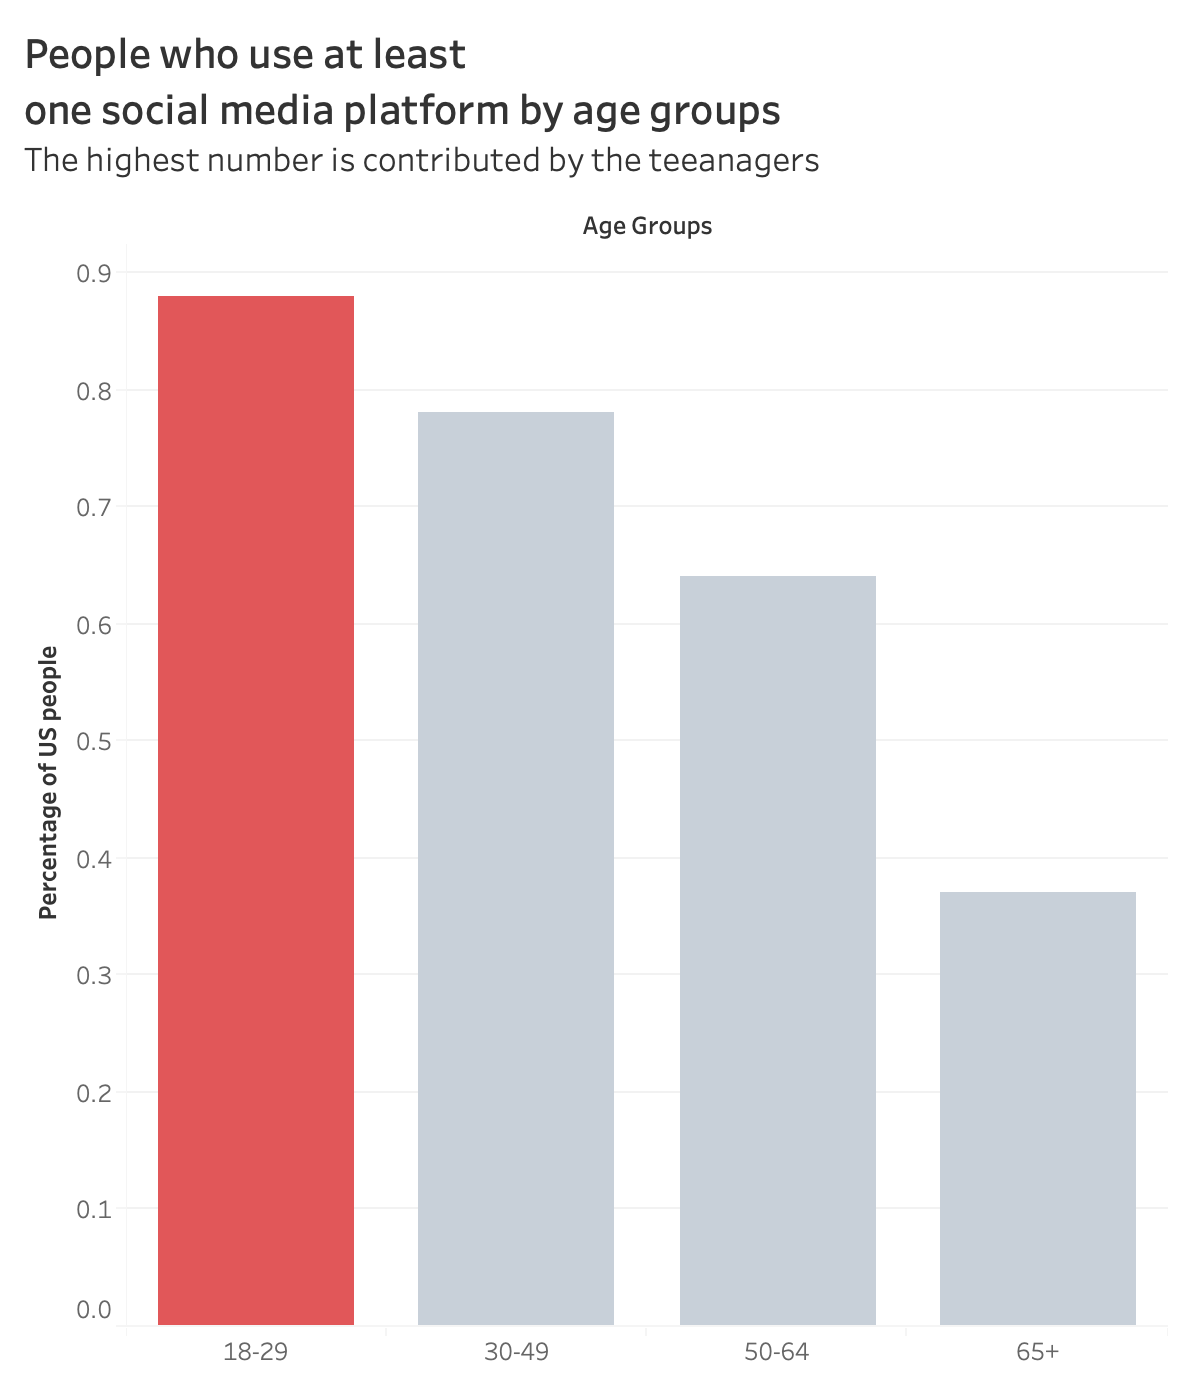 People who use at least
one social media platform by age groups
The highest number is contributed by the teeanagers
Age Groups
Percentage of US people
0.9
0.8
0.7
0.6
0.5
0.4
0.3
0.2
0.1
0.0
18-29
30-49
50-64
65+